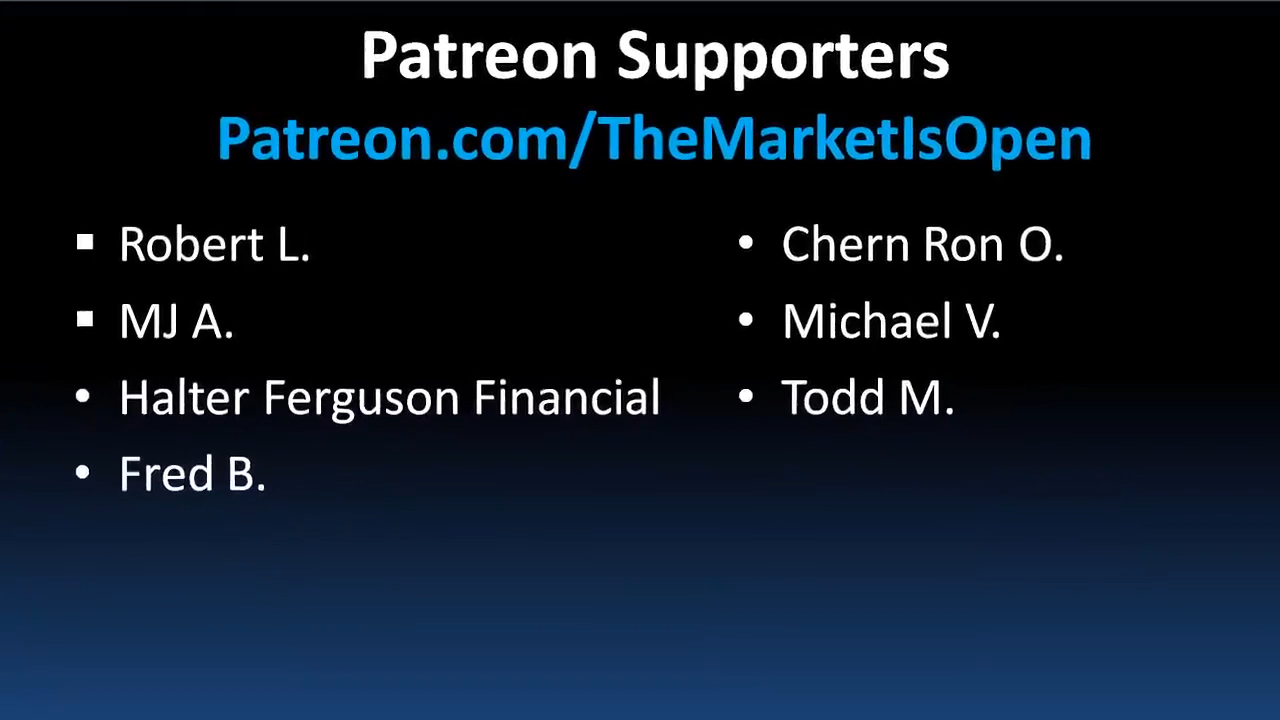 Patreon Supporters
Patreon.com/TheMarketIsOpen
▪ Robert L.
▪ MJ A.
• Halter Ferguson Financial
• Fred B.
• Chern Ron O.
• Michael V.
• Todd M.